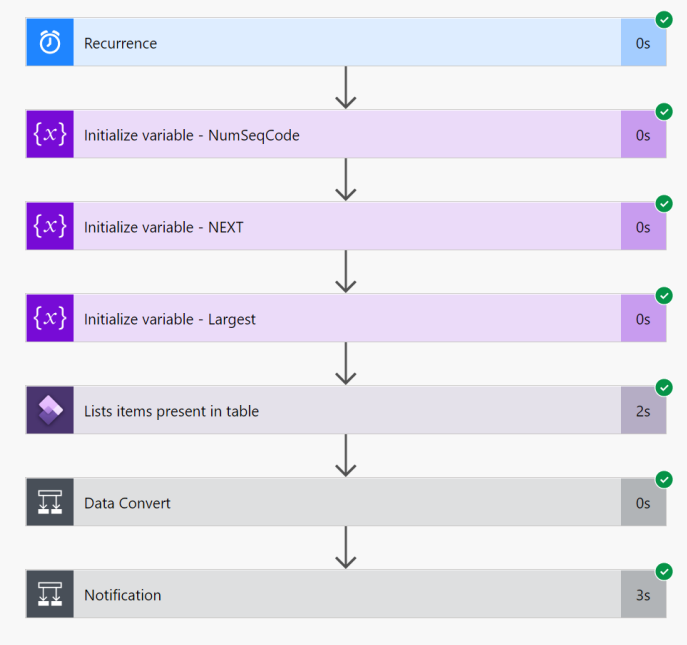 Recurrence 0s
{x} Initialize variable - NumSeqCode 0s
{x} Initialize variable - NEXT 0s
{x} Initialize variable - Largest 0s
Lists items present in table 2s
Data Convert 0s
Notification 3s